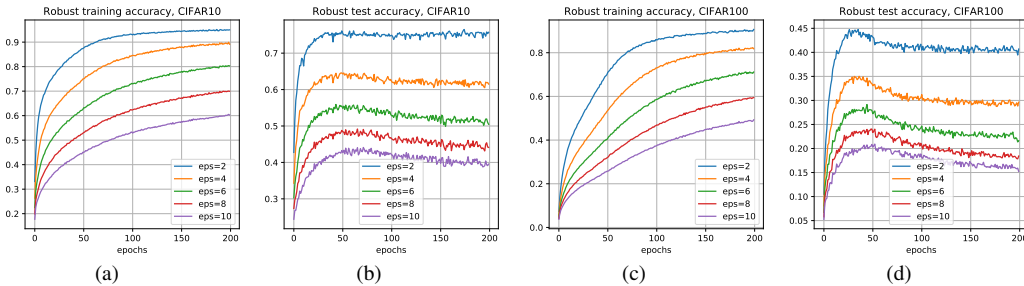 Robust training accuracy, CIFAR10
0.9
0.8
0.7
0.6
0.5
0.4
0.3
0.2
0
50
100
150
200
epochs
eps=2
eps=4
eps=6
eps=8
eps=10
(a)
Robust test accuracy, CIFAR10
0.7
0.6
0.5
0.4
0.3
0
50
100
150
200
epochs
eps=2
eps=4
eps=6
eps=8
eps=10
(b)
Robust training accuracy, CIFAR100
0.8
0.6
0.4
0.2
0.0
0
50
100
150
200
epochs
eps=2
eps=4
eps=6
eps=8
eps=10
(c)
Robust test accuracy, CIFAR100
0.45
0.40
0.35
0.30
0.25
0.20
0.15
0.10
0.05
0
50
100
150
200
epochs
eps=2
eps=4
eps=6
eps=8
eps=10
(d)